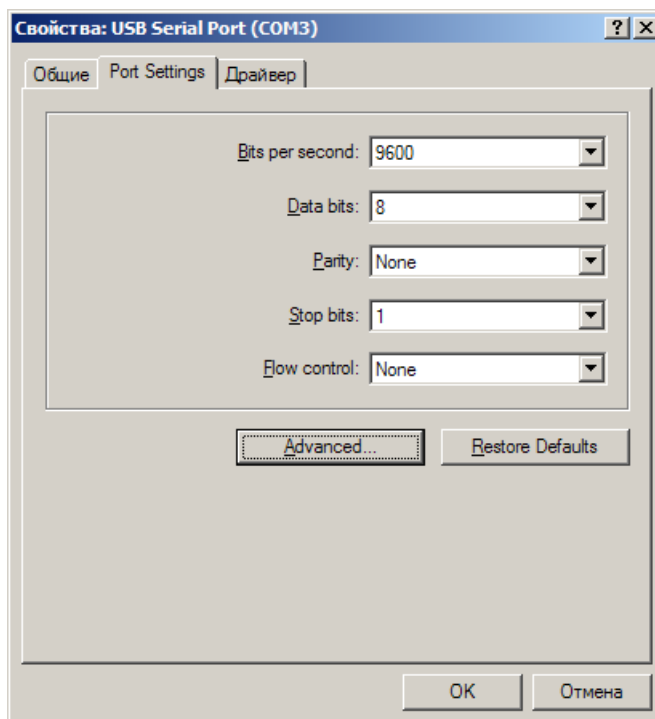 Свойства: USB Serial Port (COM3)
Общие Port Settings Драйвер
Bits per second: 9600
Data bits: 8
Parity: None
Stop bits: 1
Flow control: None
Advanced... Restore Defaults
OK Отмена